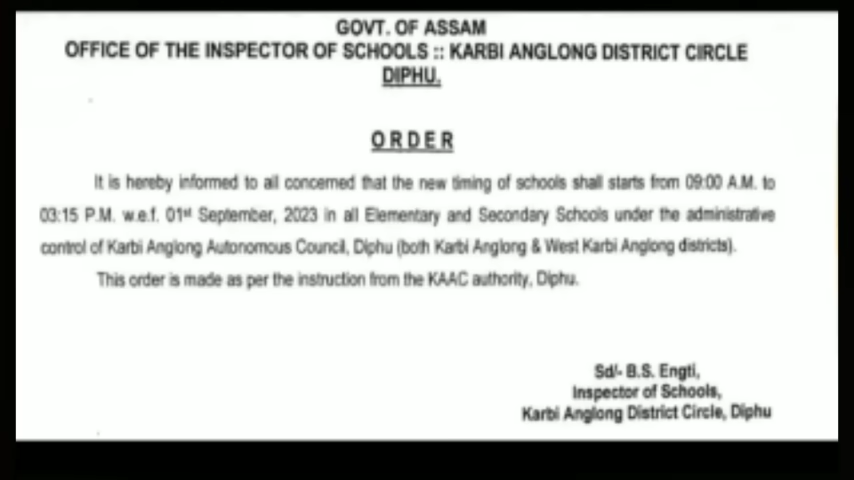 GOVT. OF ASSAM
OFFICE OF THE INSPECTOR OF SCHOOLS :: KARBI ANGLONG DISTRICT CIRCLE
DIPHU.
ORDER
It is hereby informed to all concerned that the new timing of schools shall starts from 09:00 A.M. to
03:15 P.M. w.e.f. 01st September, 2023 in all Elementary and Secondary Schools under the administrative
control of Karbi Anglong Autonomous Council, Diphu (both Karbi Anglong & West Karbi Anglong districts).
This order is made as per the instruction from the KAAC authority, Diphu.
Sd/- B.S. Engti,
Inspector of Schools,
Karbi Anglong District Circle, Diphu